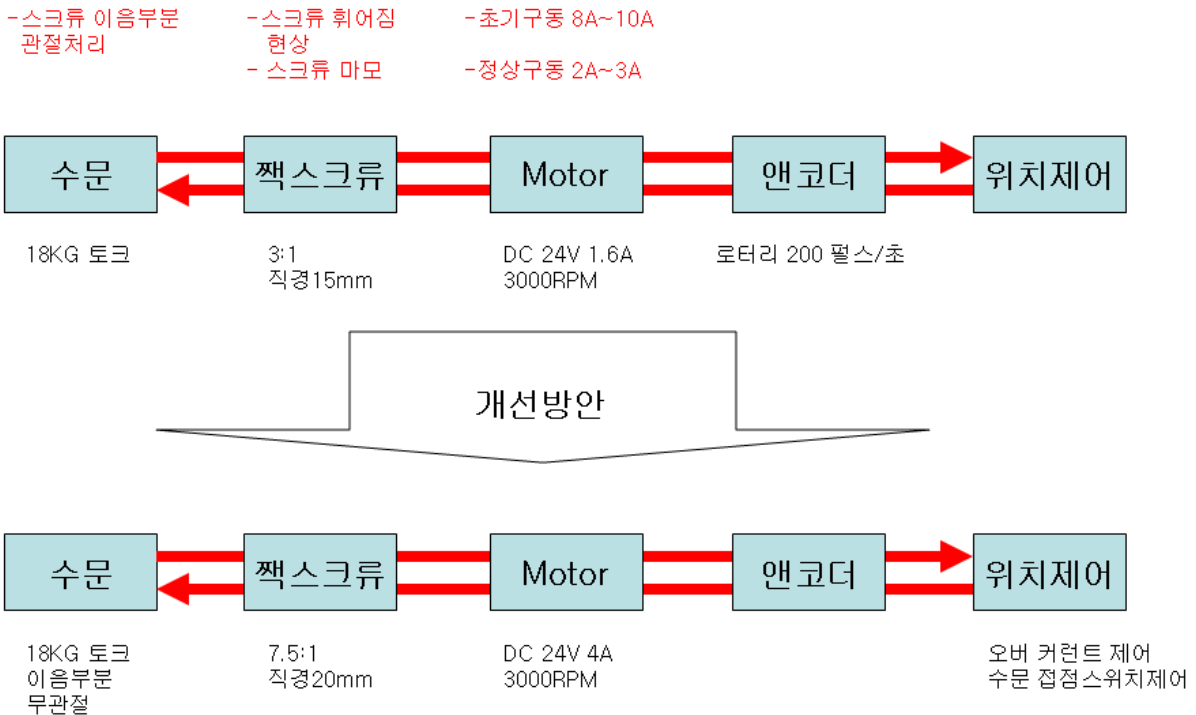 -스크류 이음부분
관절처리
-스크류 휘어짐
현상
- 스크류 마모
-초기구동 8A~10A
-정상구동 2A~3A
수문
짹스크류
Motor
앤코더
위치제어
18KG 토크
3:1
직경15mm
DC 24V 1.6A
3000RPM
로터리 200 펄스/초
개선방안
수문
짹스크류
Motor
앤코더
위치제어
18KG 토크
이음부분
무관절
7.5:1
직경20mm
DC 24V 4A
3000RPM
오버 커런트 제어
수문 접점스위치제어